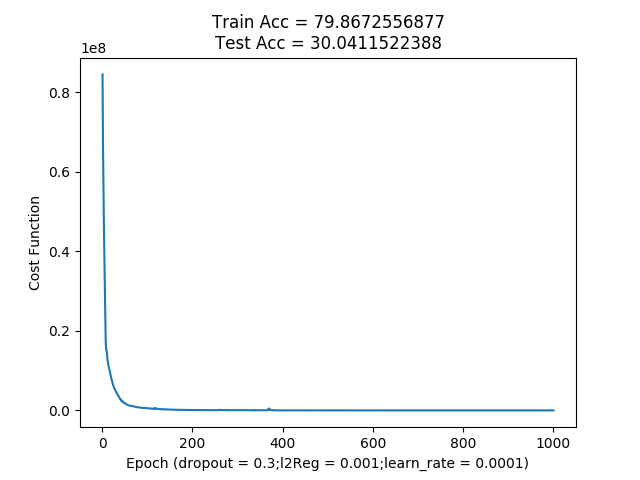 Train Acc = 79.8672556877
Test Acc = 30.0411522388
1e8
0.8
0.6
0.4
0.2
0.0
Cost Function
0 200 400 600 800 1000
Epoch (dropout = 0.3;l2Reg = 0.001;learn_rate = 0.0001)